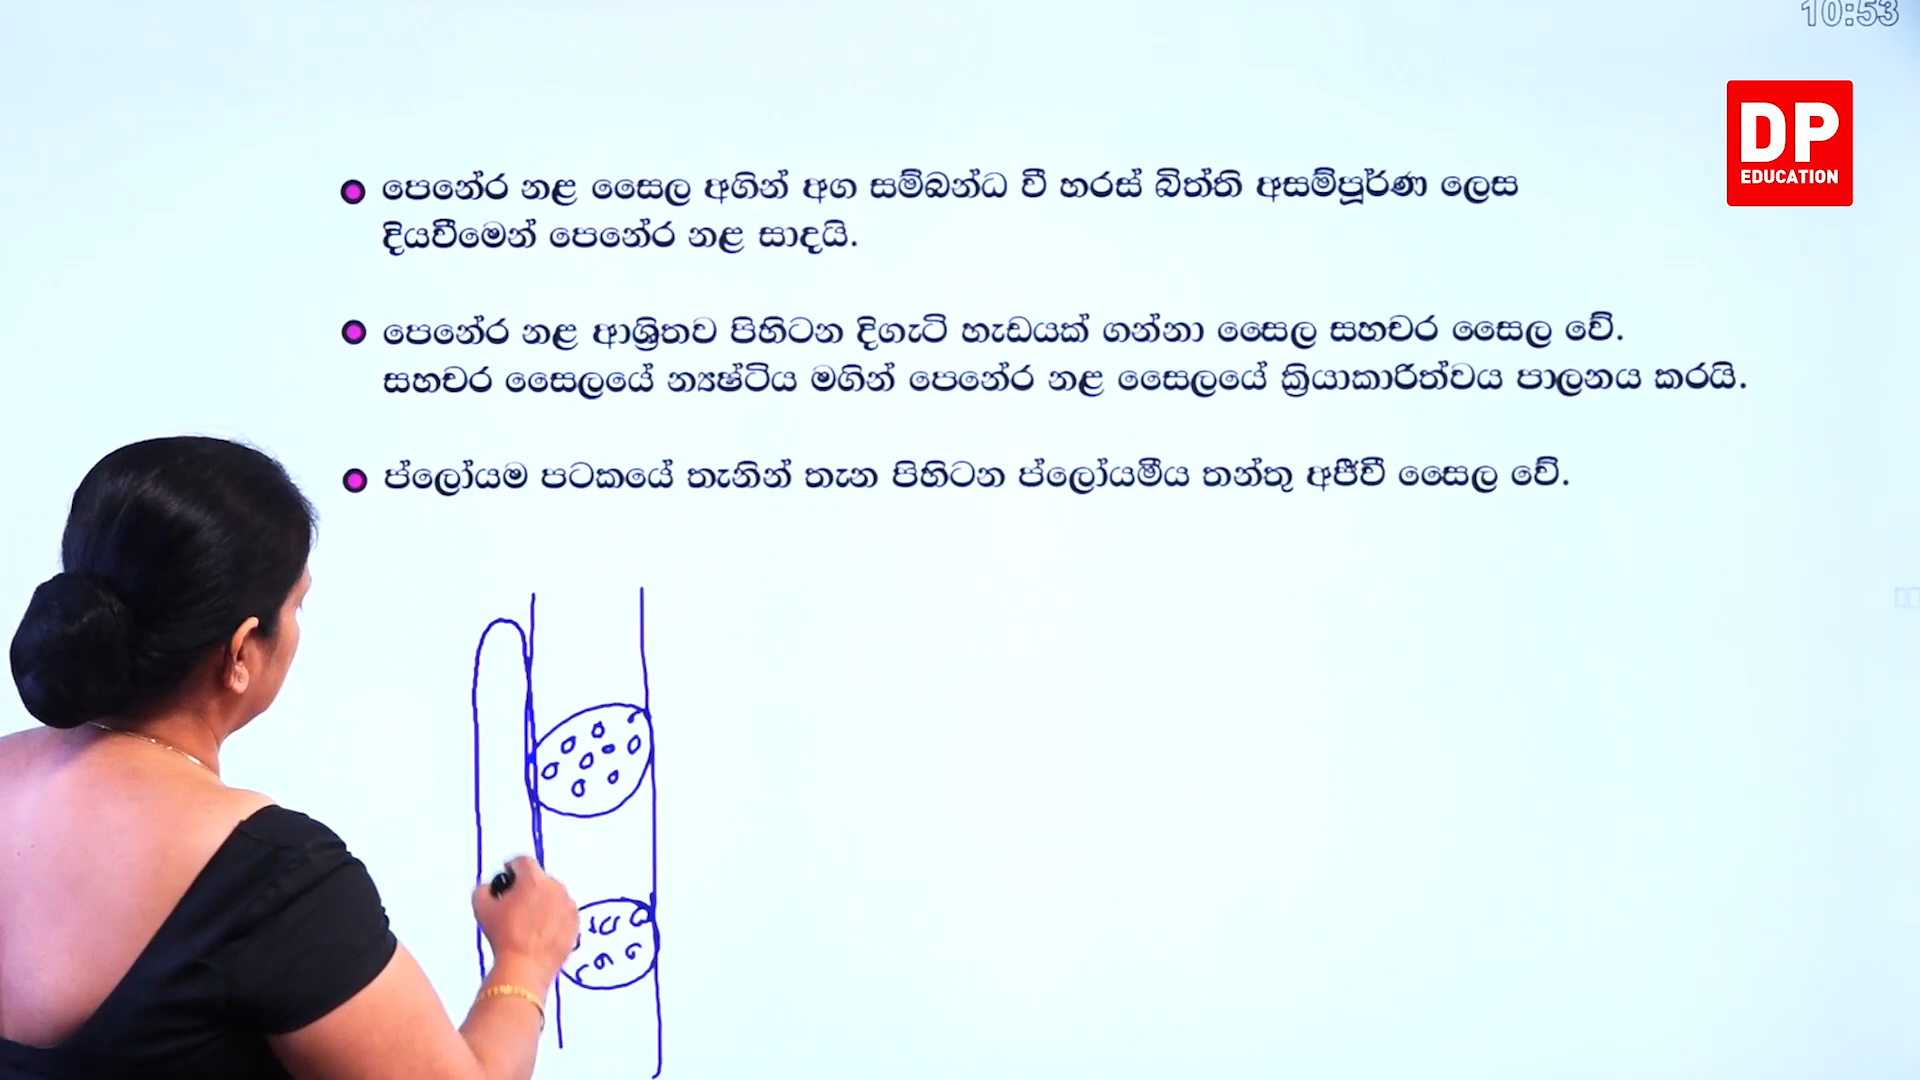 10:53
DP
EDUCATION
පෙනේර නළ සෛල අගින් අග සම්බන්ධ වී හරස් බිත්ති අසම්පූර්ණ ලෙස
දියවීමෙන් පෙනේර නළ සාදයි.
පෙනේර නළ ආශ්‍රිතව පිහිටන දිගැටි හැඩයක් ගන්නා සෛල සහචර සෛල වේ.
සහචර සෛලයේ න්‍යෂ්ටිය මගින් පෙනේර නළ සෛලයේ ක්‍රියාකාරිත්වය පාලනය කරයි.
ප්ලෝයම පටකයේ තැනින් තැන පිහිටන ප්ලෝයමීය තන්තු අජීවී සෛල වේ.